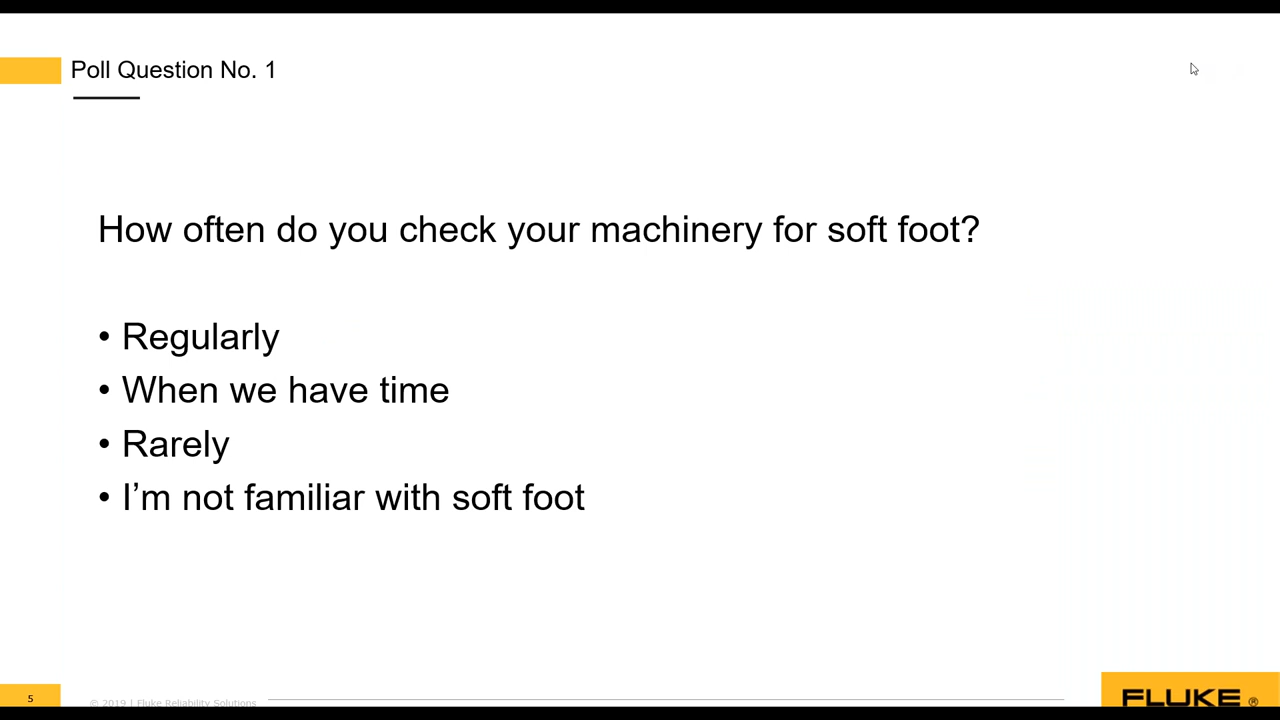 Poll Question No. 1
How often do you check your machinery for soft foot?
• Regularly
• When we have time
• Rarely
• I’m not familiar with soft foot
5
© 2019 | Fluke Reliability Solutions
FLUKE ®